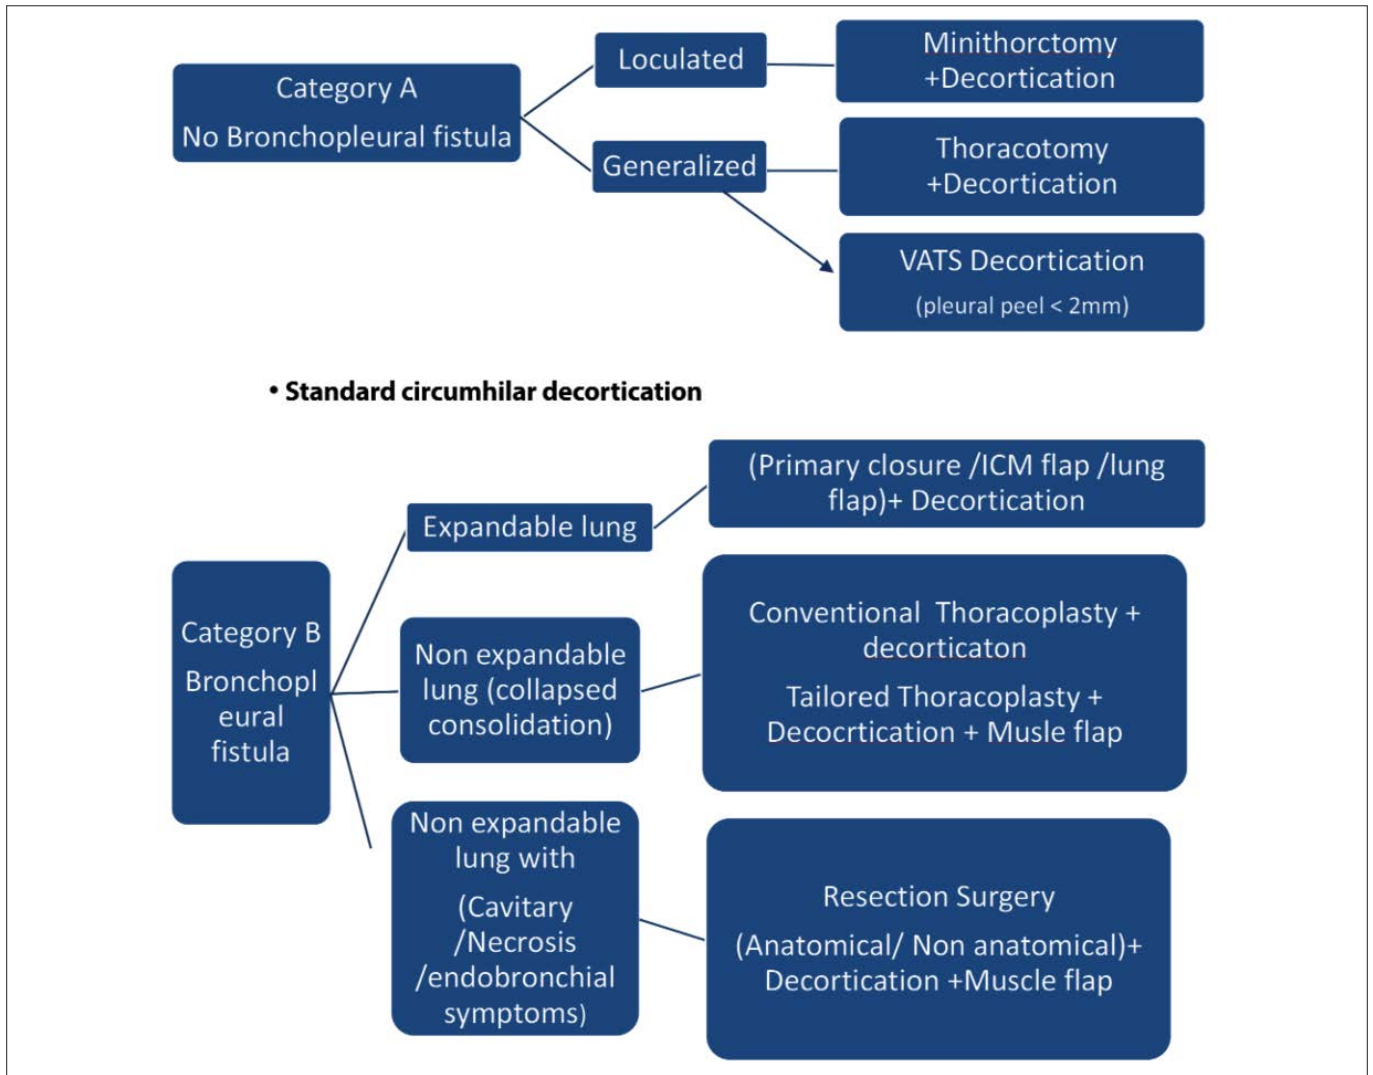 Category A
No Bronchopleural fistula
Loculated
Minithorctomy
+Decortication
Generalized
Thoracotomy
+Decortication
VATS Decortication
(pleural peel < 2mm)
• Standard circumhilar decortication
Category B
Bronchopl
eural
fistula
Expandable lung
(Primary closure /ICM flap /lung
flap)+ Decortication
Non expandable
lung (collapsed
consolidation)
Conventional Thoracoplasty +
decorticaton
Tailored Thoracoplasty +
Decocrtication + Musle flap
Non expandable
lung with
(Cavitary
/Necrosis
/endobronchial
symptoms)
Resection Surgery
(Anatomical/ Non anatomical)+
Decortication +Muscle flap